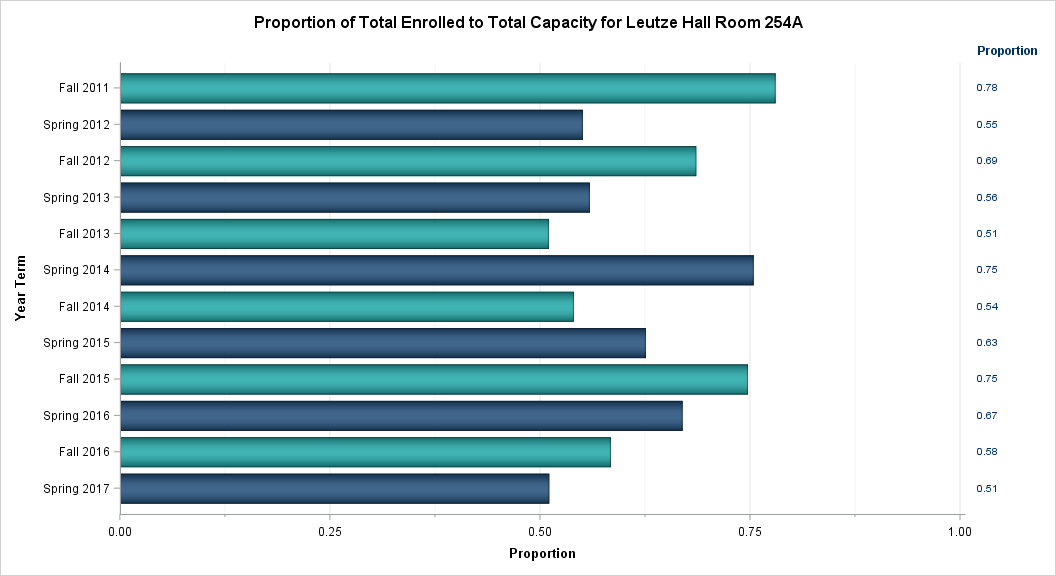 Proportion of Total Enrolled to Total Capacity for Leutze Hall Room 254A
Proportion
Fall 2011 0.78
Spring 2012 0.55
Fall 2012 0.69
Spring 2013 0.56
Fall 2013 0.51
Spring 2014 0.75
Fall 2014 0.54
Spring 2015 0.63
Fall 2015 0.75
Spring 2016 0.67
Fall 2016 0.58
Spring 2017 0.51
Year Term
0.00 0.25 0.50 0.75 1.00
Proportion